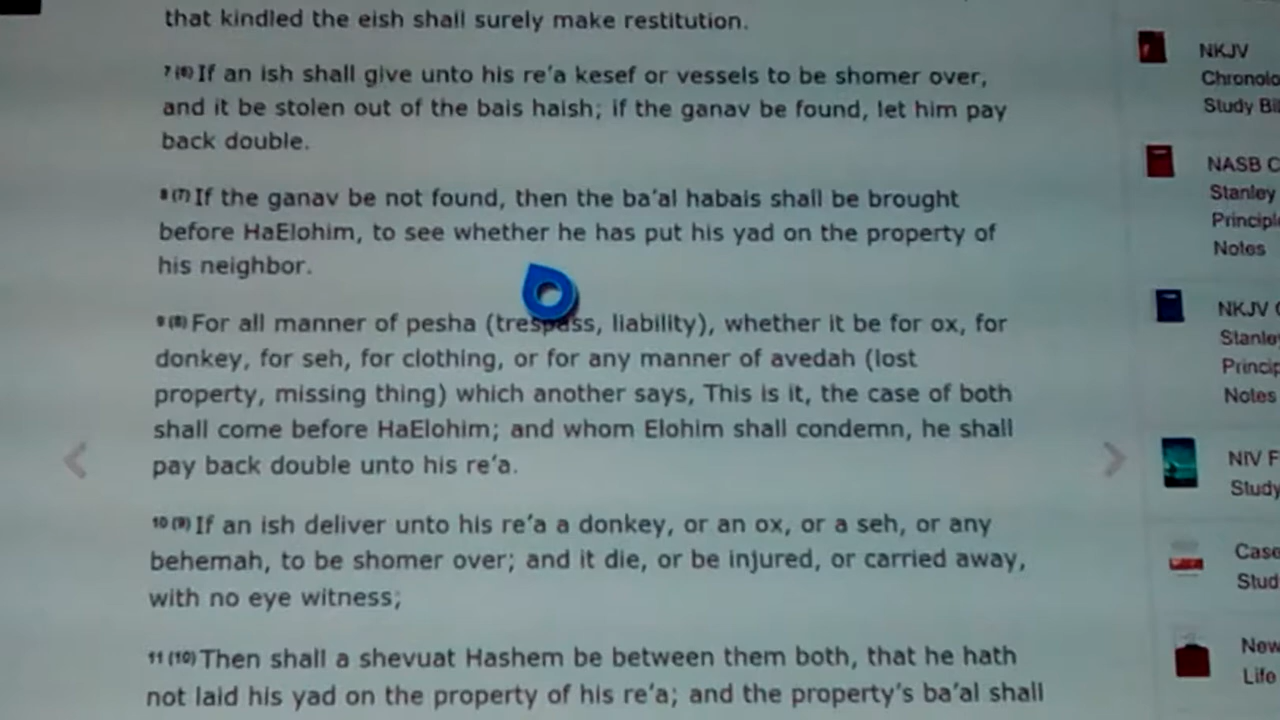 that kindled the eish shall surely make restitution.
7 (6) If an ish shall give unto his re'a kesef or vessels to be shomer over,
and it be stolen out of the bais haish; if the ganav be found, let him pay
back double.
8 (7) If the ganav be not found, then the ba'al habais shall be brought
before HaElohim, to see whether he has put his yad on the property of
his neighbor.
9 (8) For all manner of pesha (trespass, liability), whether it be for ox, for
donkey, for seh, for clothing, or for any manner of avedah (lost
property, missing thing) which another says, This is it, the case of both
shall come before HaElohim; and whom Elohim shall condemn, he shall
pay back double unto his re'a.
10 (9) If an ish deliver unto his re'a a donkey, or an ox, or a seh, or any
behemah, to be shomer over; and it die, or be injured, or carried away,
with no eye witness;
11 (10) Then shall a shevuat Hashem be between them both, that he hath
not laid his yad on the property of his re'a; and the property's ba'al shall
NKJV
Chronolo
Study Bi
NASB C
Stanley
Principl
Notes
NKJV
Stanle
Princip
Notes
NIV F
Study
Case
Stud
New
Life